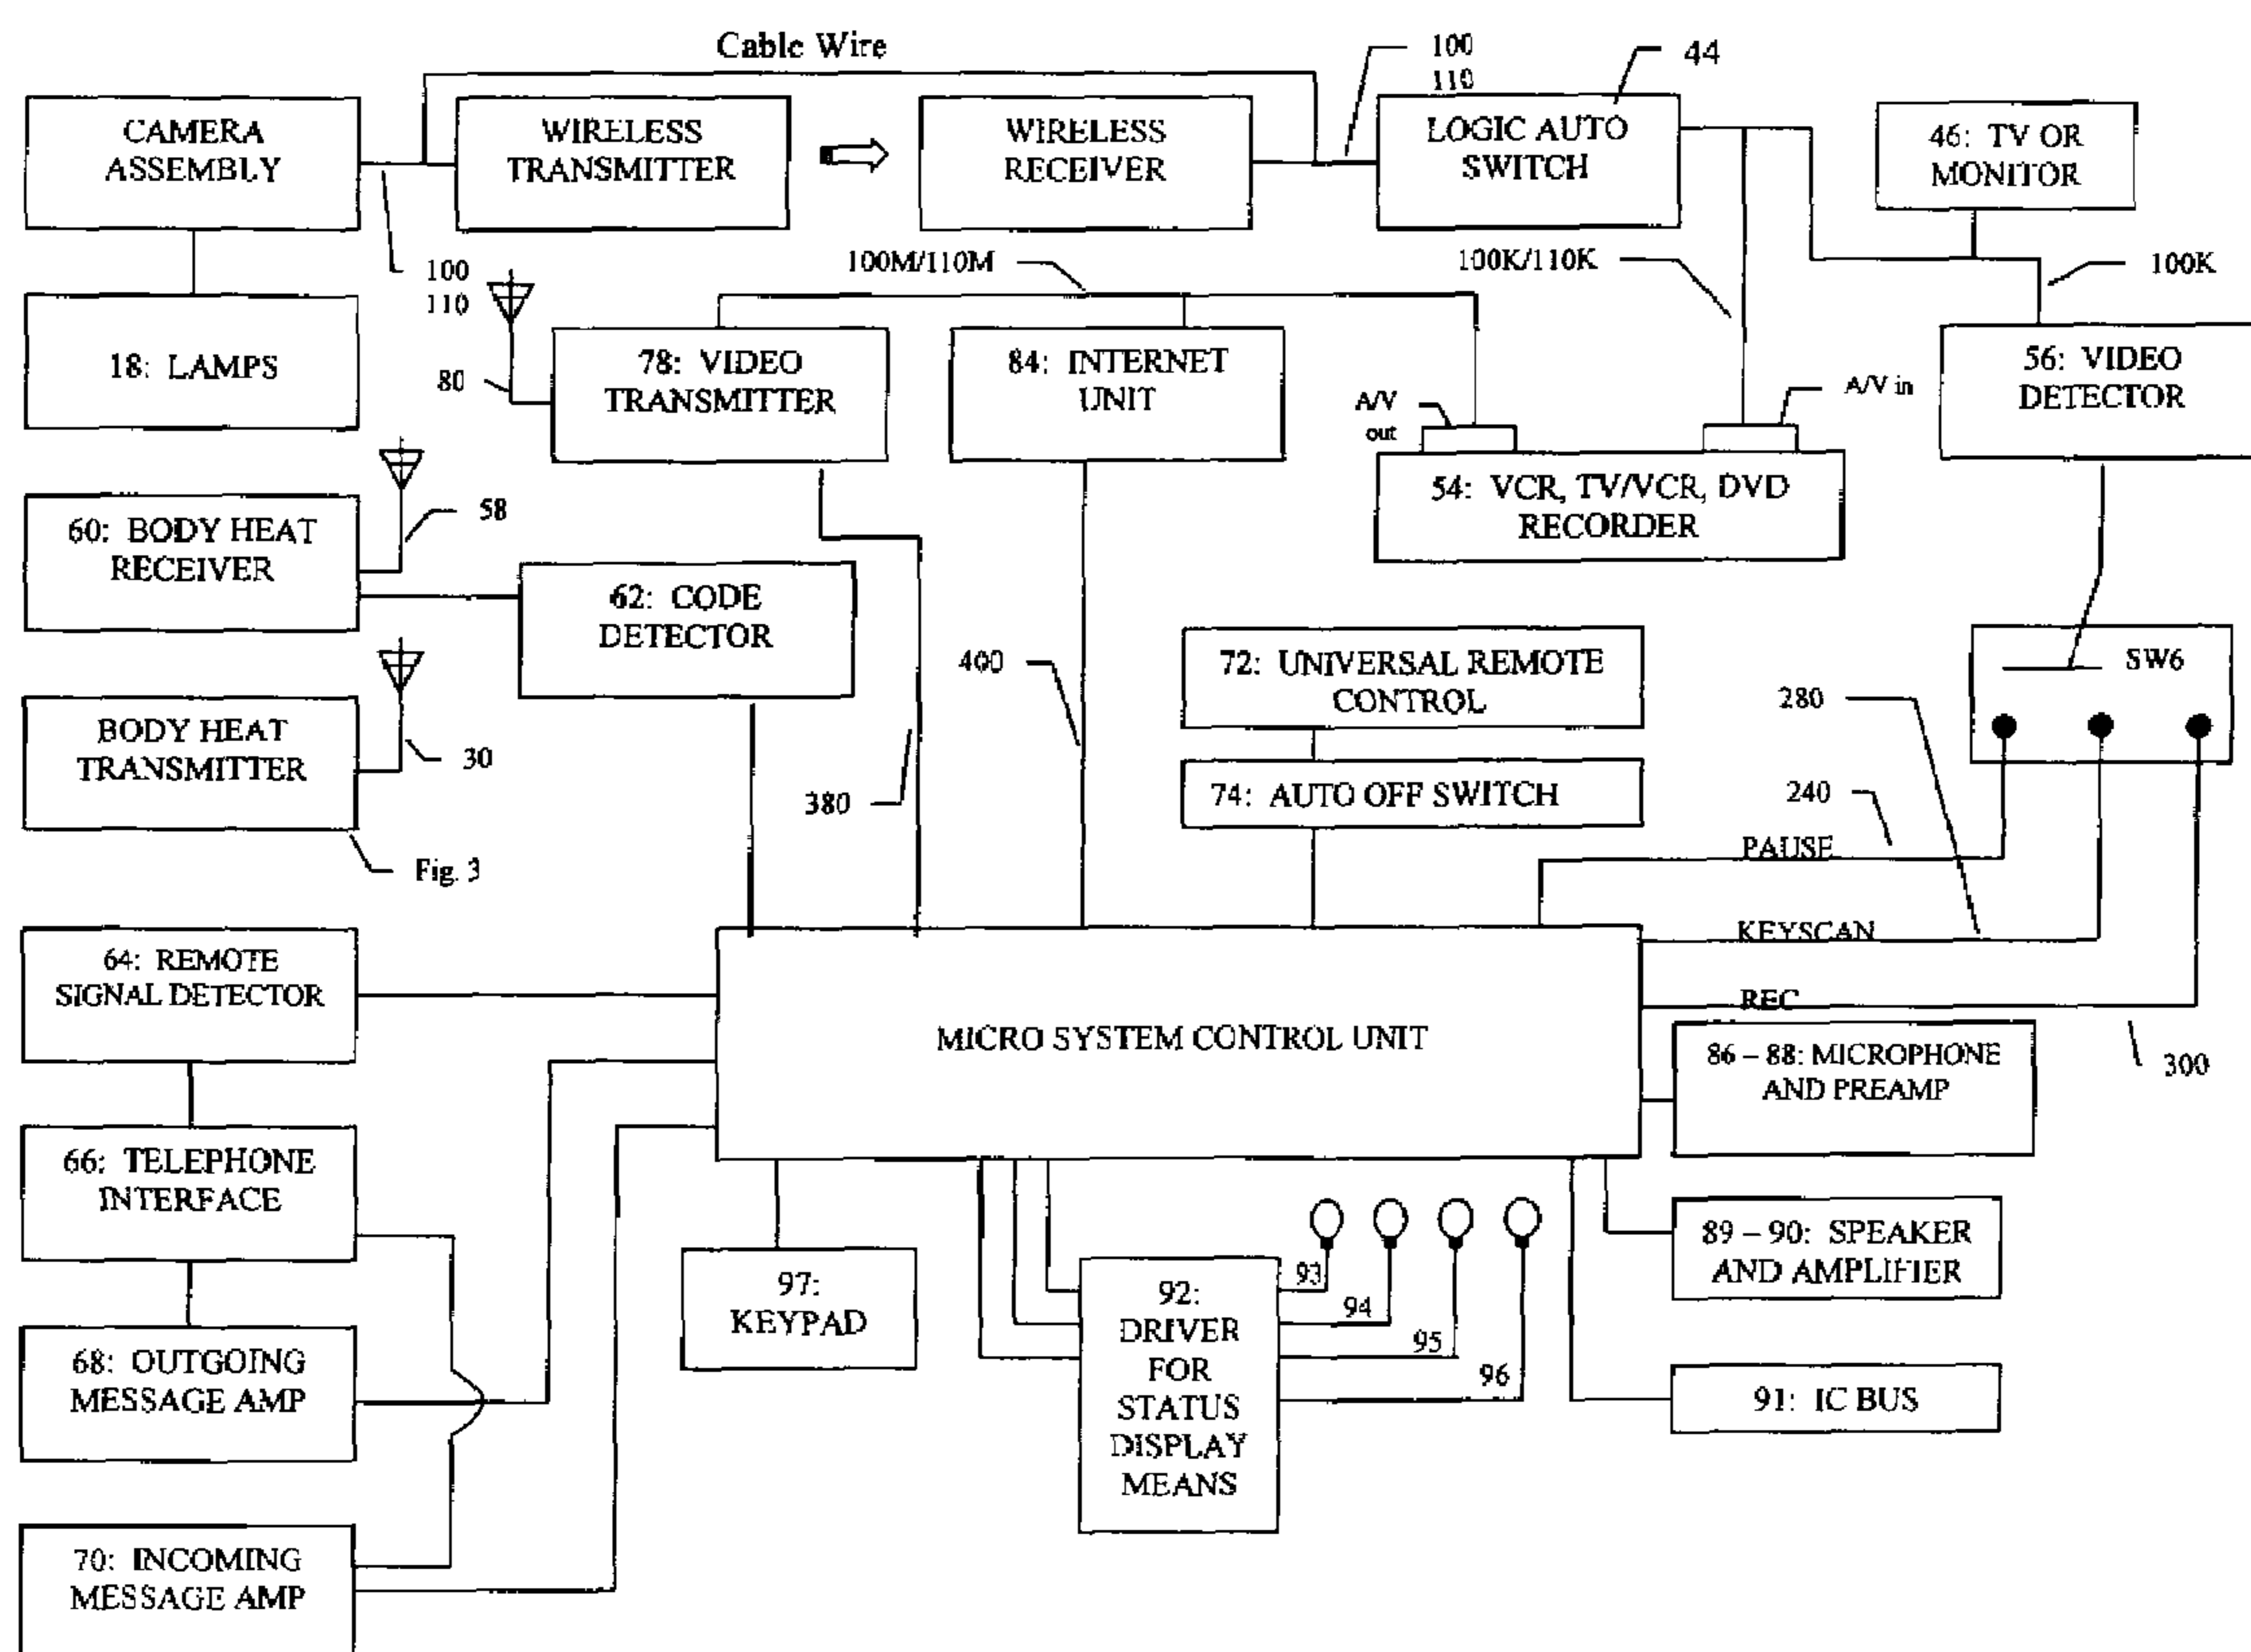 Cable Wire
100
110
44
CAMERA
ASSEMBLY
WIRELESS
TRANSMITTER
WIRELESS
RECEIVER
LOGIC AUTO
SWITCH
46: TV OR
MONITOR
100
110
100M/110M
100K/110K
100K
18: LAMPS
80
78: VIDEO
TRANSMITTER
84: INTERNET
UNIT
A/V
out
A/V in
56: VIDEO
DETECTOR
54: VCR, TV/VCR, DVD
RECORDER
60: BODY HEAT
RECEIVER
58
62: CODE
DETECTOR
400
72: UNIVERSAL REMOTE
CONTROL
SW6
280
BODY HEAT
TRANSMITTER
30
380
74: AUTO OFF SWITCH
240
PAUSE
Fig. 3
KEYSCAN
64: REMOTE
SIGNAL DETECTOR
REC
MICRO SYSTEM CONTROL UNIT
86 – 88: MICROPHONE
AND PREAMP
300
66: TELEPHONE
INTERFACE
89 – 90: SPEAKER
AND AMPLIFIER
97:
KEYPAD
92:
DRIVER
FOR
STATUS
DISPLAY
MEANS
93
94
95
96
68: OUTGOING
MESSAGE AMP
91: IC BUS
70: INCOMING
MESSAGE AMP